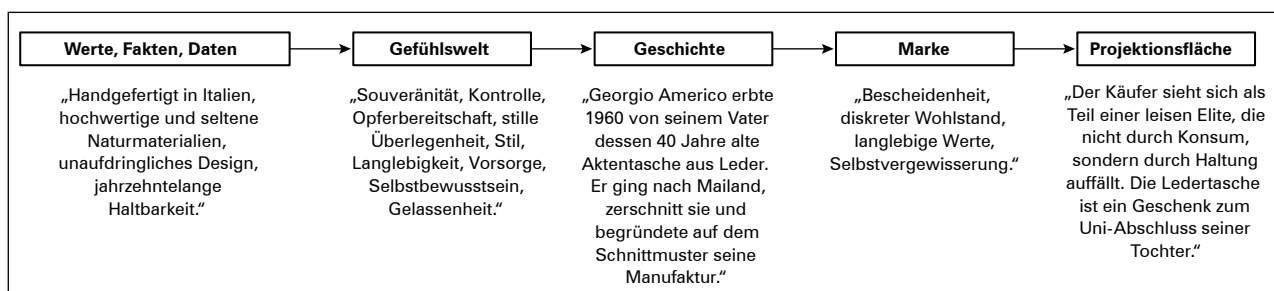 Werte, Fakten, Daten
„Handgefertigt in Italien,
hochwertige und seltene
Naturmaterialien,
unaufdringliches Design,
jahrzehntelange
Haltbarkeit.“
Gefühlswelt
„Souveränität, Kontrolle,
Opferbereitschaft, stille
Überlegenheit, Stil,
Langlebigkeit, Vorsorge,
Selbstbewusstsein,
Gelassenheit.“
Geschichte
„Georgio Americo erbte
1960 von seinem Vater
dessen 40 Jahre alte
Aktentasche aus Leder.
Er ging nach Mailand,
zerschnitt sie und
begründete auf dem
Schnittmuster seine
Manufaktur.“
Marke
„Bescheidenheit,
diskreter Wohlstand,
langlebige Werte,
Selbstvergewisserung.“
Projektionsfläche
„Der Käufer sieht sich als
Teil einer leisen Elite, die
nicht durch Konsum,
sondern durch Haltung
auffällt. Die Ledertasche
ist ein Geschenk zum
Uni-Abschluss seiner
Tochter.“